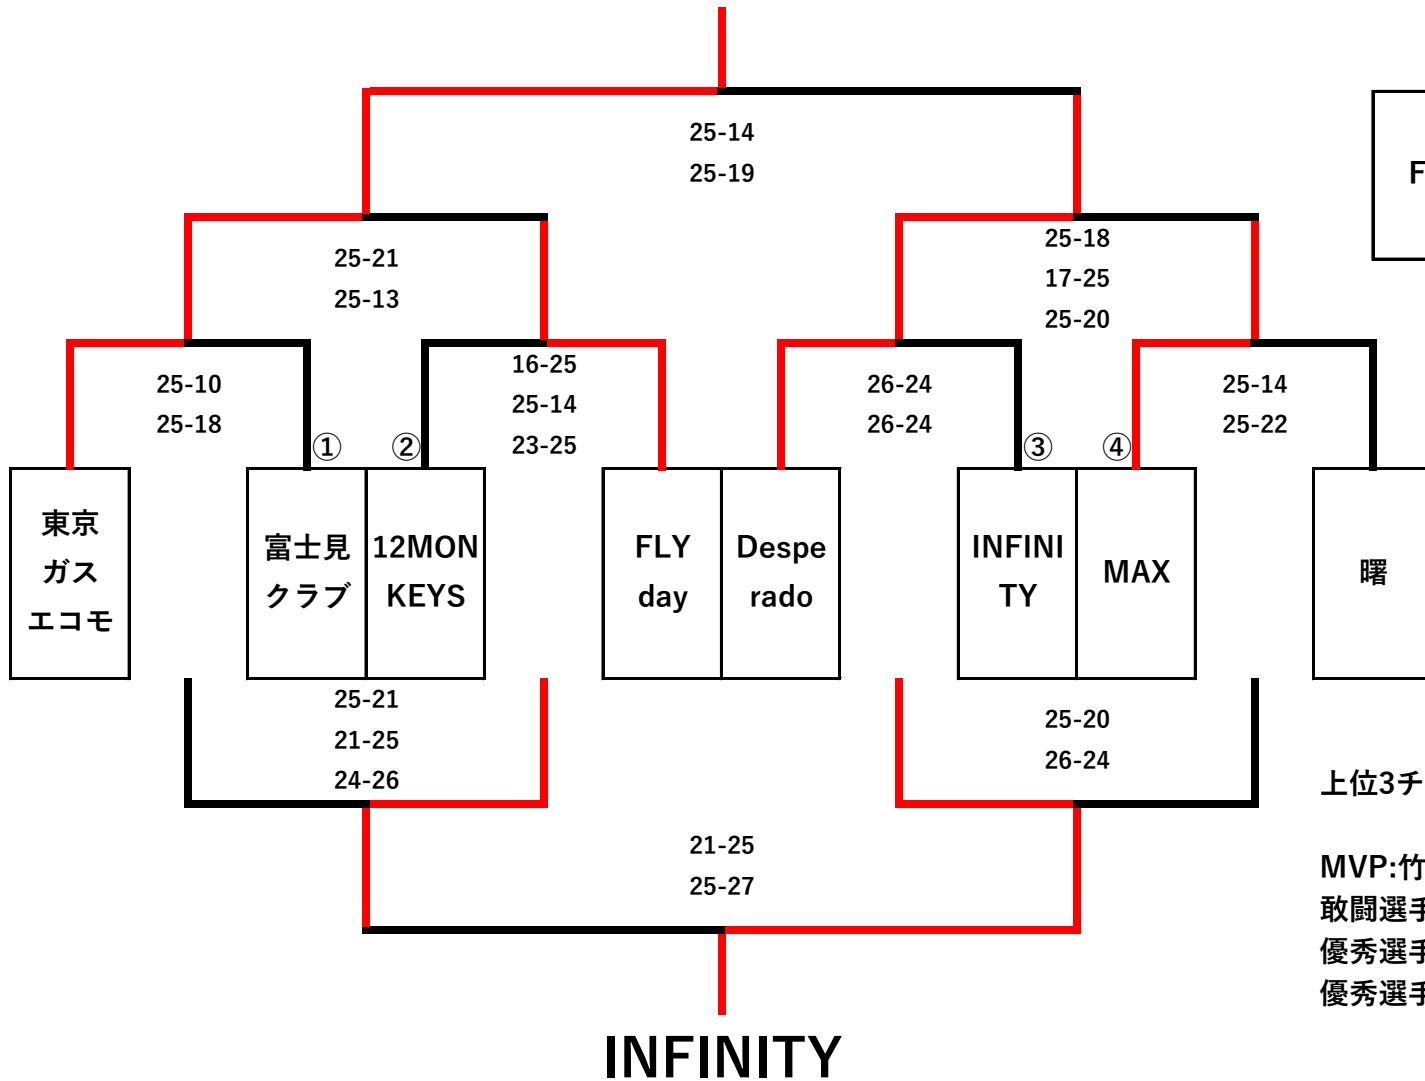 25-14
25-19
F
25-21
25-13
25-18
17-25
25-20
25-10
25-18
16-25
25-14
23-25
26-24
26-24
25-14
25-22
①
②
③
④
東京
ガス
エコモ
富士見
クラブ
12MON
KEYS
FLY
day
Despe
rado
INFINI
TY
MAX
曙
25-21
21-25
24-26
25-20
26-24
上位3チ
21-25
25-27
MVP:竹
敢闘選手
優秀選手
優秀選手
INFINITY